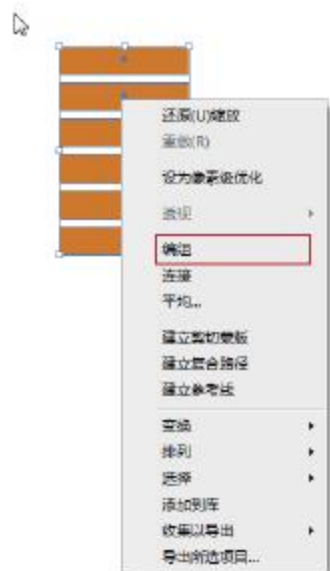 还原(U)缩放
重做(R)
设为像素级优化
透视
编组
连接
平均...
建立剪切蒙版
建立复合路径
建立参考线
变换
排列
选择
添加到库
收集以导出
导出所选项目...